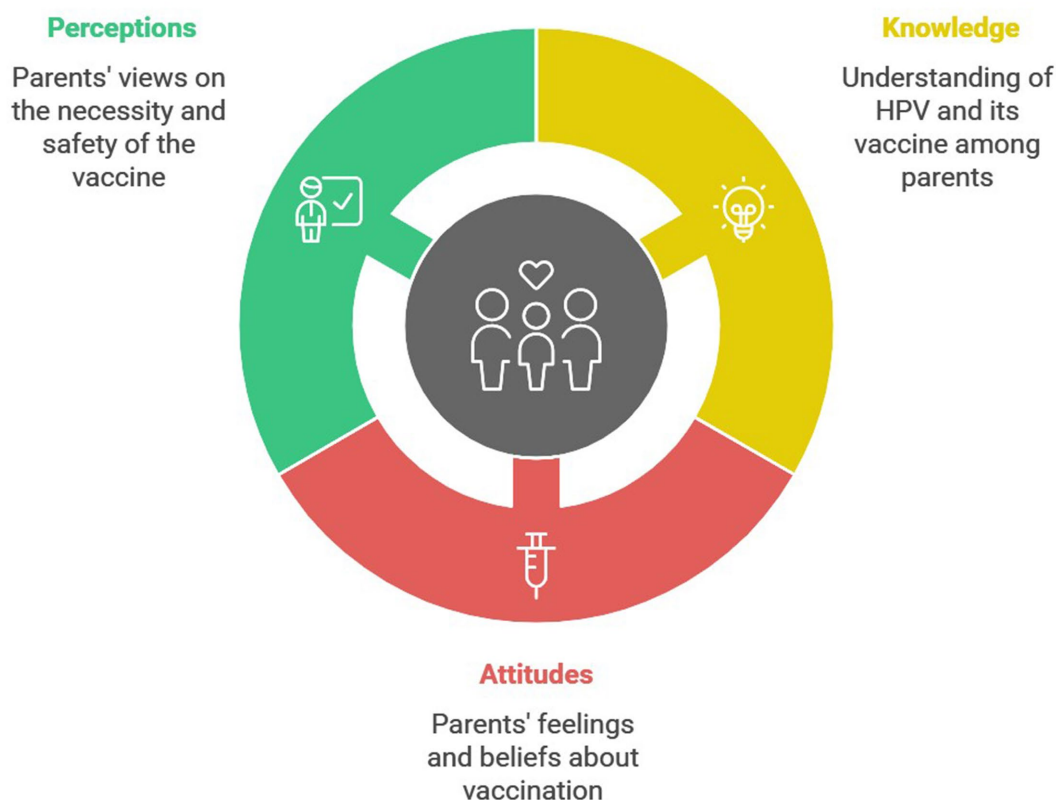 Perceptions
Parents' views on
the necessity and
safety of the
vaccine
Knowledge
Understanding of
HPV and its
vaccine among
parents
Attitudes
Parents' feelings
and beliefs about
vaccination